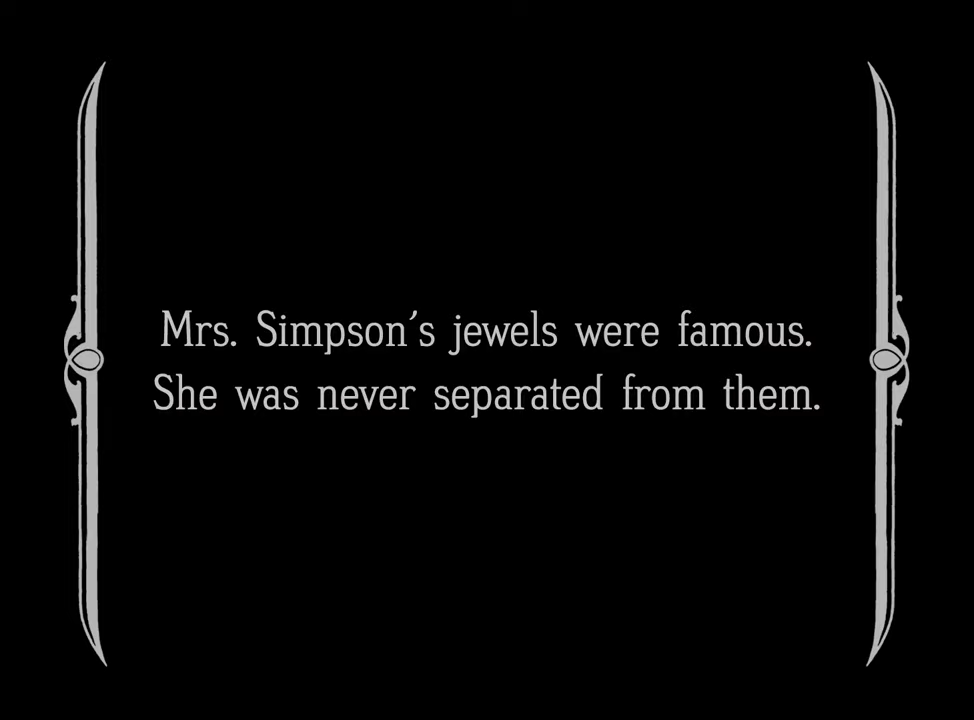 Mrs. Simpson’s jewels were famous.
She was never separated from them.